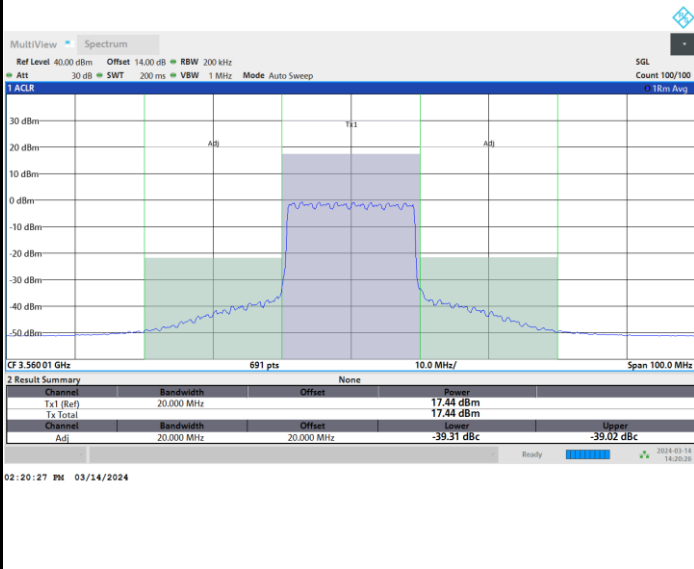 MultiView Spectrum
Ref Level 40.00 dBm Offset 14.00 dB RBW 200 kHz SGL
Att 30 dB SWT 200 ms VBW 1 MHz Mode Auto Sweep Count 100/100
1 ACLR 1Rm Avg
30 dBm
Tx1
20 dBm Adj Adj
10 dBm
0 dBm
-10 dBm
-20 dBm
-30 dBm
-40 dBm
-50 dBm
CF 3.56001 GHz 691 pts 10.0 MHz/ Span 100.0 MHz
2 Result Summary None
Channel Bandwidth Offset Power
Tx1 (Ref) 20.000 MHz 17.44 dBm
Tx Total 17.44 dBm
Channel Bandwidth Offset Lower Upper
Adj 20.000 MHz 20.000 MHz -39.31 dBc -39.02 dBc
Ready 2024-03-14
14:20:28
02:20:27 PM 03/14/2024